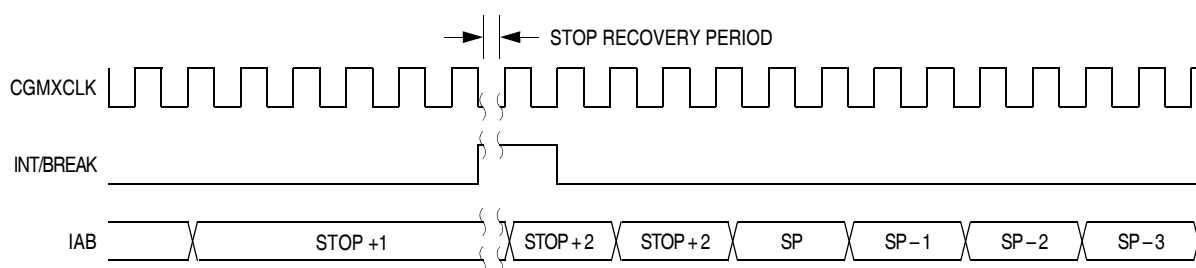 STOP RECOVERY PERIOD
CGMXCLK
INT/BREAK
IAB STOP +1 STOP + 2 STOP + 2 SP SP – 1 SP – 2 SP – 3